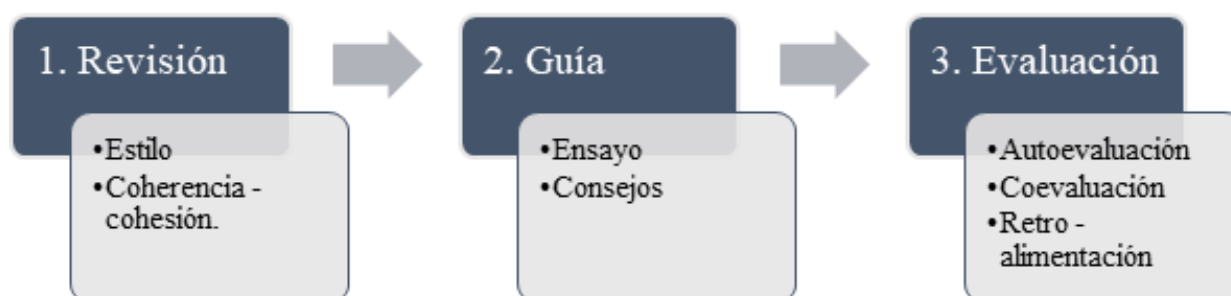 1. Revisión
•Estilo
•Coherencia -
cohesión.
2. Guía
•Ensayo
•Consejos
3. Evaluación
•Autoevaluación
•Coevaluación
•Retro -
alimentación